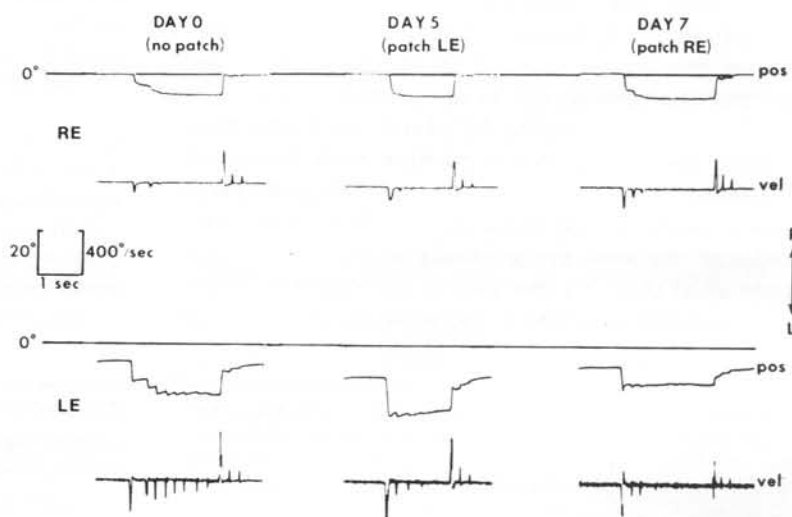 DAY 0 DAY 5 DAY 7
(no patch) (patch LE) (patch RE)
0° pos
RE
vel
20° 400°/sec
1 sec
L
0°
pos
LE
vel